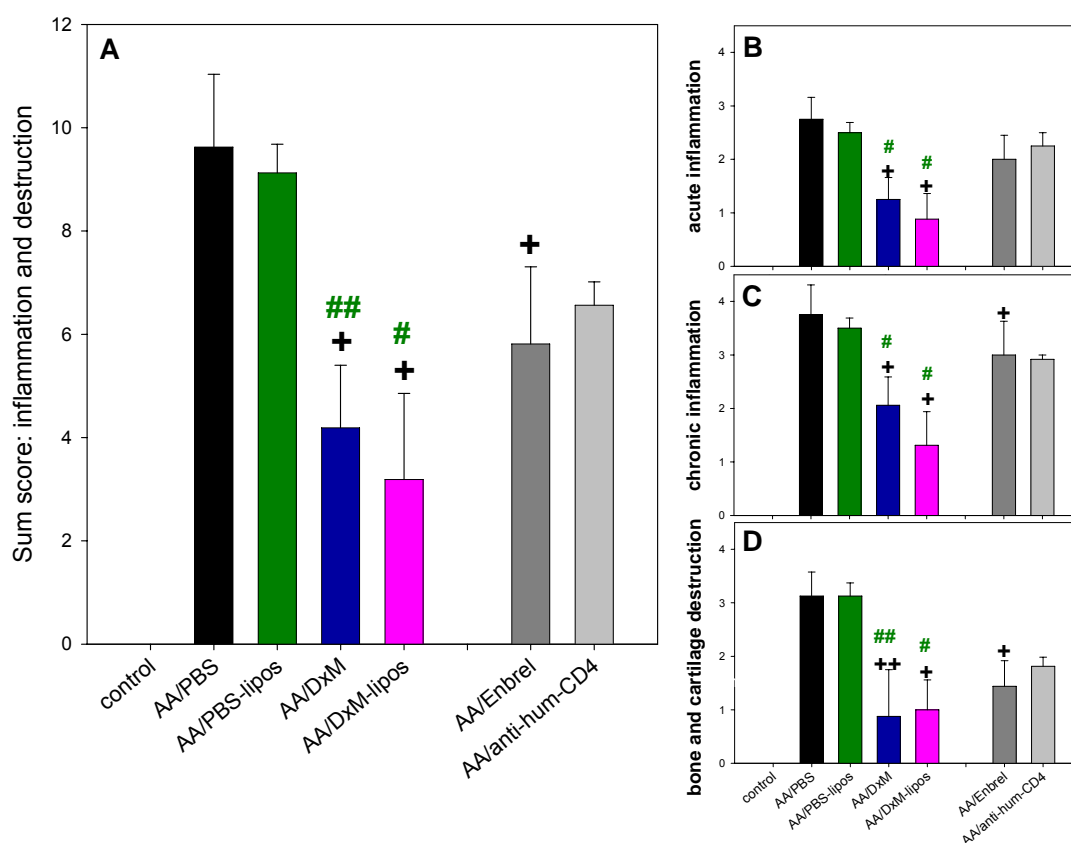 A
Sum score: inflammation and destruction
12
10
8
6
4
2
0
##
+
#
+
+
control
AA/PBS
AA/PBS-lipos
AA/DxM
AA/DxM-lipos
AA/Enbrel
AA/anti-hum-CD4
B
acute inflammation
4
3
2
1
0
#
+
#
+
C
chronic inflammation
4
3
2
1
0
#
+
#
+
+
D
bone and cartilage destruction
4
3
2
1
0
##
++
#
+
+
control
AA/PBS
AA/PBS-lipos
AA/DxM
AA/DxM-lipos
AA/Enbrel
AA/anti-hum-CD4